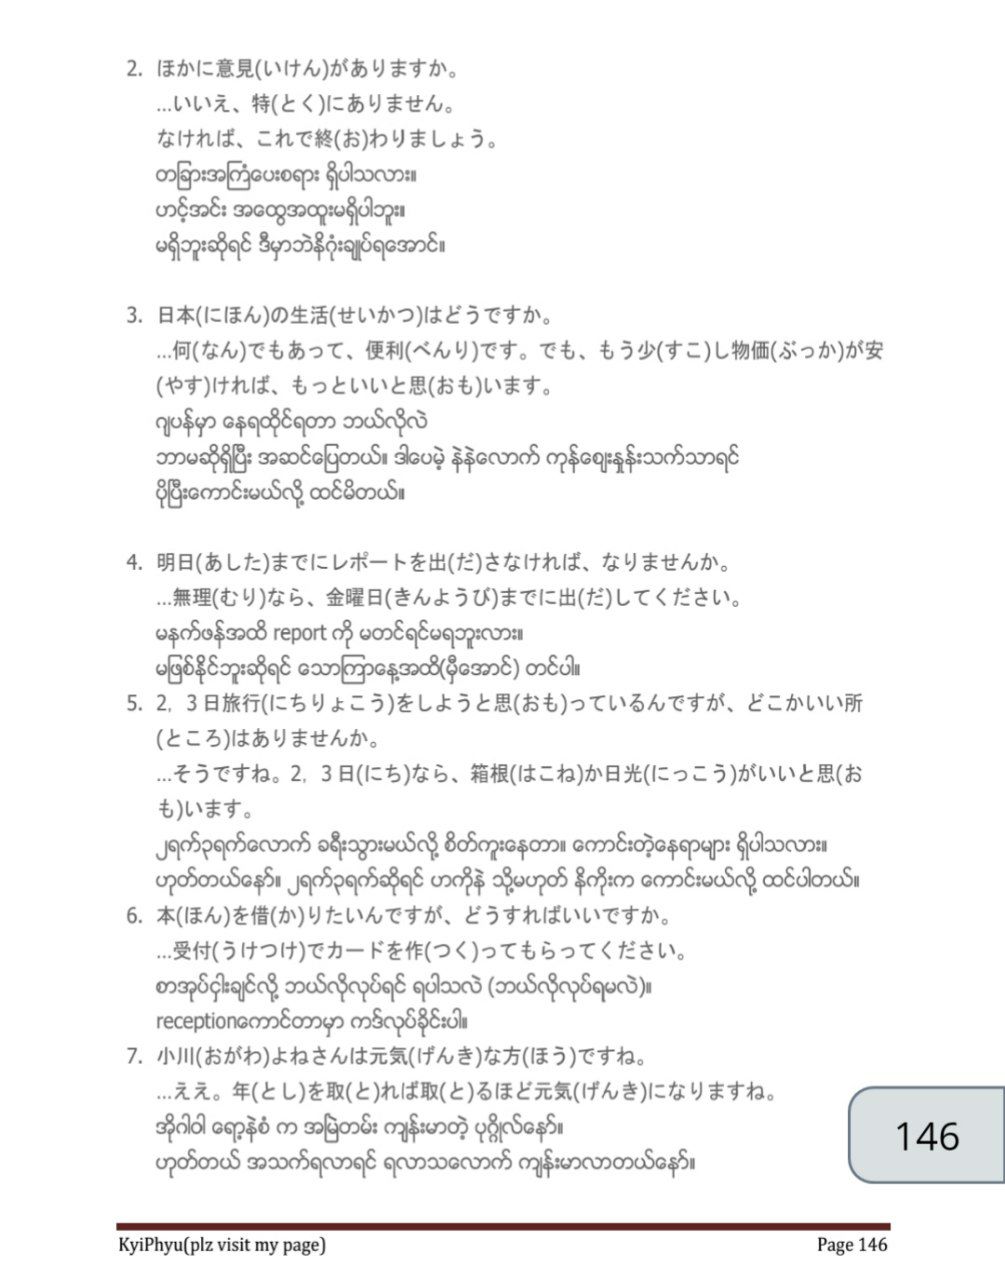 2. ほかに意見(いけん)がありますか。
...いいえ、特(とく)にありません。
なければ、これで終(お)わりましょう。
တခြားအကြံပေးစရာ ရှိပါသလား။
ဟင့်အင်း အထွေအထူးမရှိပါဘူး။
မရှိဘူးဆိုရင် ဒီမှာဘဲနိဂုံးချုပ်ရအောင်။
3. 日本(にほん)の生活(せいかつ)はどうですか。
...何(なん)でもあって、便利(べんり)です。でも、もう少(すこ)し物価(ぶっか)が安
(やす)ければ、もっといいと思(おも)います。
ဂျပန်မှာ နေရထိုင်ရတာ ဘယ်လိုလဲ
ဘာမဆိုရှိပြီး အဆင်ပြေတယ်။ ဒါပေမဲ့ နဲနဲလောက် ကုန်ဈေးနှုန်းသက်သာရင်
ပိုပြီးကောင်းမယ်လို့ ထင်မိတယ်။
4. 明日(あした)までにレポートを出(だ)さなければ、なりませんか。
...無理(むり)なら、金曜日(きんようび)までに出(だ)してください。
မနက်ဖန်အထိ report ကို မတင်ရင်မရဘူးလား။
မဖြစ်နိုင်ဘူးဆိုရင် သောကြာနေ့အထိ(မှီအောင်) တင်ပါ။
5. 2，3日旅行(にちりょこう)をしようと思(おも)っているんですが、どこかいい所
(ところ)はありませんか。
...そうですね。2，3日(にち)なら、箱根(はこね)か日光(にっこう)がいいと思(お
も)います。
၂ရက်၃ရက်လောက် ခရီးသွားမယ်လို့ စိတ်ကူးနေတာ။ ကောင်းတဲ့နေရာများ ရှိပါသလား။
ဟုတ်တယ်နော်။ ၂ရက်၃ရက်ဆိုရင် ဟာကိုနဲ သို့မဟုတ် နိကိုးက ကောင်းမယ်လို့ ထင်ပါတယ်။
6. 本(ほん)を借(か)りたいんですが、どうすればいいですか。
...受付(うけつけ)でカードを作(つく)ってもらってください。
စာအုပ်ငှါးချင်လို့ ဘယ်လိုလုပ်ရင် ရပါသလဲ (ဘယ်လိုလုပ်ရမလဲ)။
receptionကောင်တာမှာ ကဒ်လုပ်ခိုင်းပါ။
7. 小川(おがわ)よねさんは元気(げんき)な方(ほう)ですね。
...ええ。年(とし)を取(と)れば取(と)るほど元気(げんき)になりますね。
အိုဂါဝါ ရော့နဲစံ က အမြဲတမ်း ကျန်းမာတဲ့ ပုဂ္ဂိုလ်နော်။
ဟုတ်တယ် အသက်ရလာရင် ရလာသလောက် ကျန်းမာလာတယ်နော်။
146
KyiPhyu(plz visit my page) Page 146